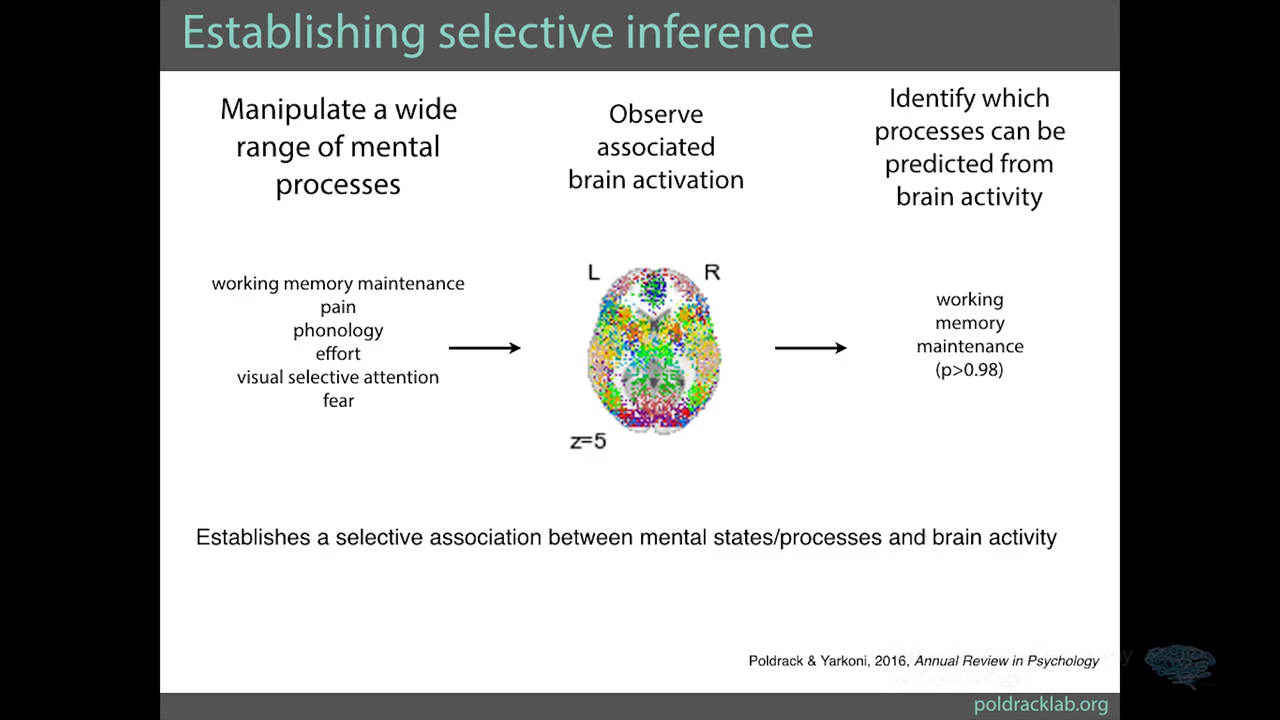 Establishing selective inference
Manipulate a wide
range of mental
processes
Observe
associated
brain activation
Identify which
processes can be
predicted from
brain activity
working memory maintenance
pain
phonology
effort
visual selective attention
fear
L
R
z=5
working
memory
maintenance
(p>0.98)
Establishes a selective association between mental states/processes and brain activity
Poldrack & Yarkoni, 2016, Annual Review in Psychology
poldracklab.org